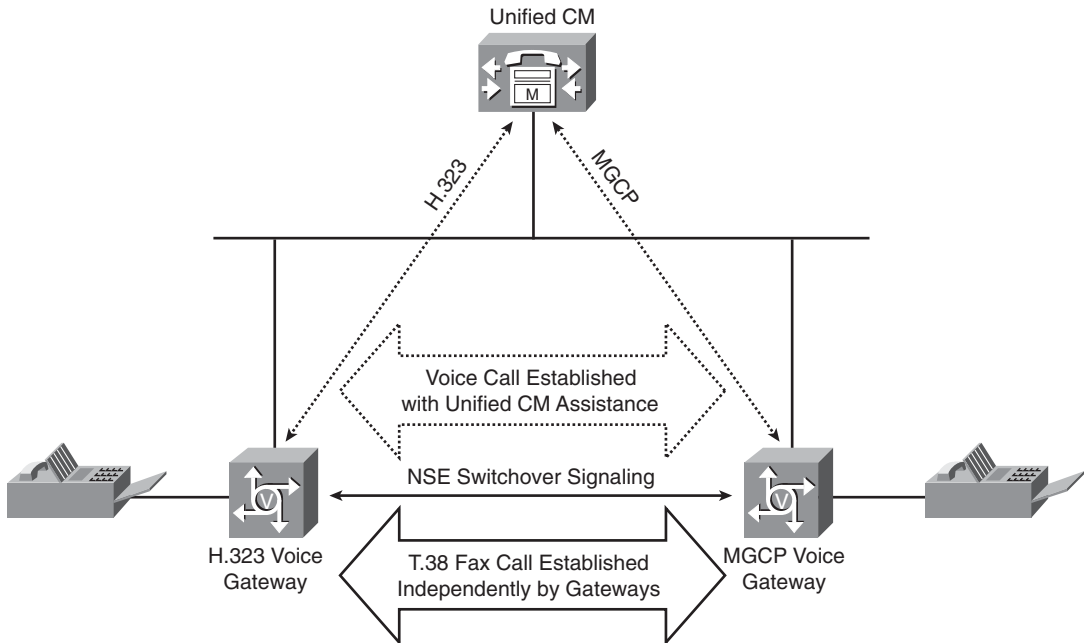 Unified CM
M
H.323
MGCP
Voice Call Established
with Unified CM Assistance
NSE Switchover Signaling
V
V
H.323 Voice
Gateway
T.38 Fax Call Established
Independently by Gateways
MGCP Voice
Gateway